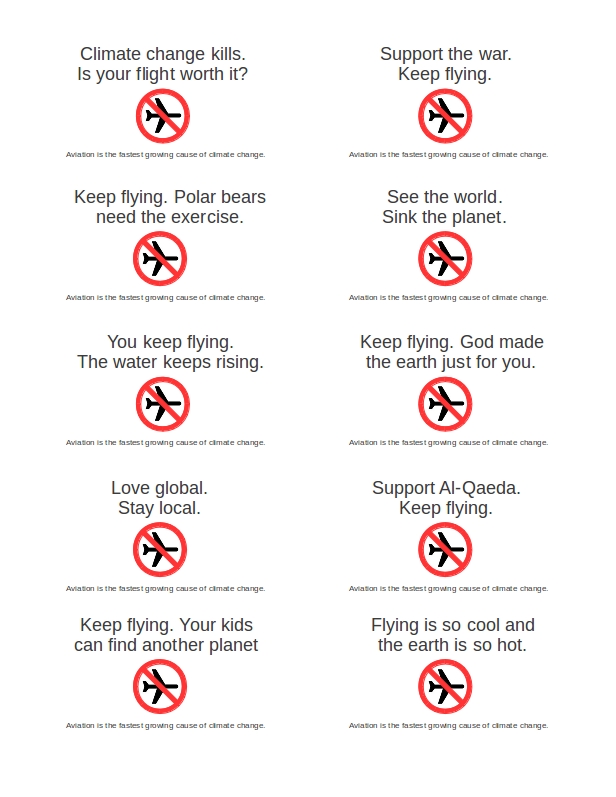 Climate change kills.
Is your flight worth it?
Aviation is the fastest growing cause of climate change.
Support the war.
Keep flying.
Aviation is the fastest growing cause of climate change.
Keep flying. Polar bears
need the exercise.
Aviation is the fastest growing cause of climate change.
See the world.
Sink the planet.
Aviation is the fastest growing cause of climate change.
You keep flying.
The water keeps rising.
Aviation is the fastest growing cause of climate change.
Keep flying. God made
the earth just for you.
Aviation is the fastest growing cause of climate change.
Love global.
Stay local.
Aviation is the fastest growing cause of climate change.
Support Al-Qaeda.
Keep flying.
Aviation is the fastest growing cause of climate change.
Keep flying. Your kids
can find another planet
Aviation is the fastest growing cause of climate change.
Flying is so cool and
the earth is so hot.
Aviation is the fastest growing cause of climate change.